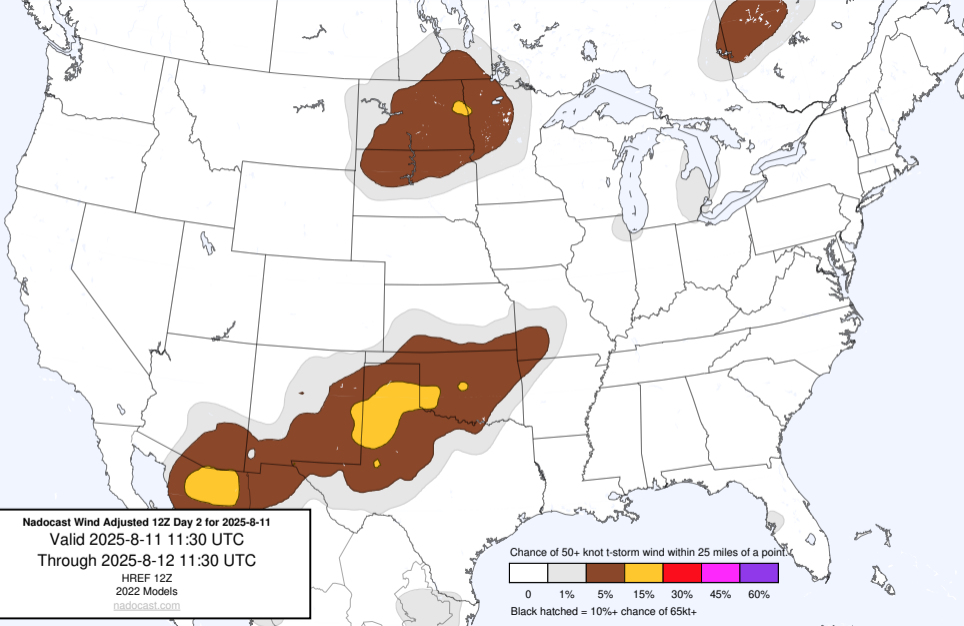 Nadocast Wind Adjusted 12Z Day 2 for 2025-8-11
Valid 2025-8-11 11:30 UTC
Through 2025-8-12 11:30 UTC
HREF 12Z
2022 Models
nadocast.com
Chance of 50+ knot t-storm wind within 25 miles of a point.
0 1% 5% 15% 30% 45% 60%
Black hatched = 10%+ chance of 65kt+